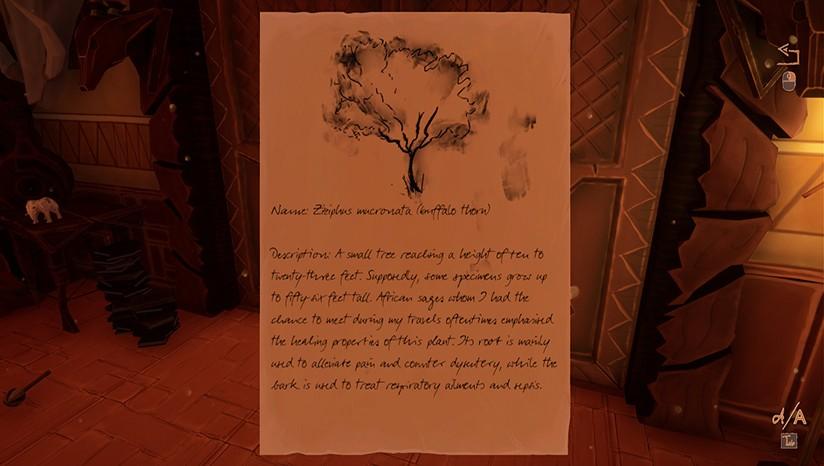 Name: Ziziphus mucronata (buffalo thorn)
Description: A small tree reaching a height of ten to
twenty-three feet. Supposedly, some specimens grow up
to fifty-six feet tall. African sages whom I had the
chance to meet during my travels oftentimes emphasized
the healing properties of this plant. Its root is mainly
used to alleviate pain and counter dysentery, while the
bark is used to treat respiratory ailments and sepsis.
a/A